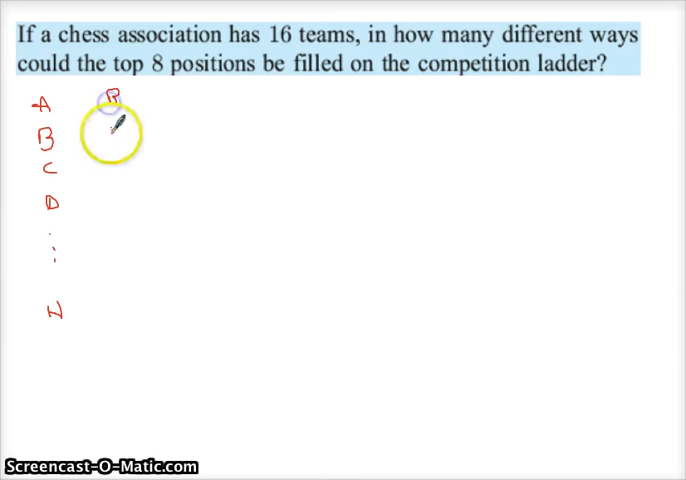 If a chess association has 16 teams, in how many different ways
could the top 8 positions be filled on the competition ladder?
A B
B
C
D
H
Screencast-O-Matic.com